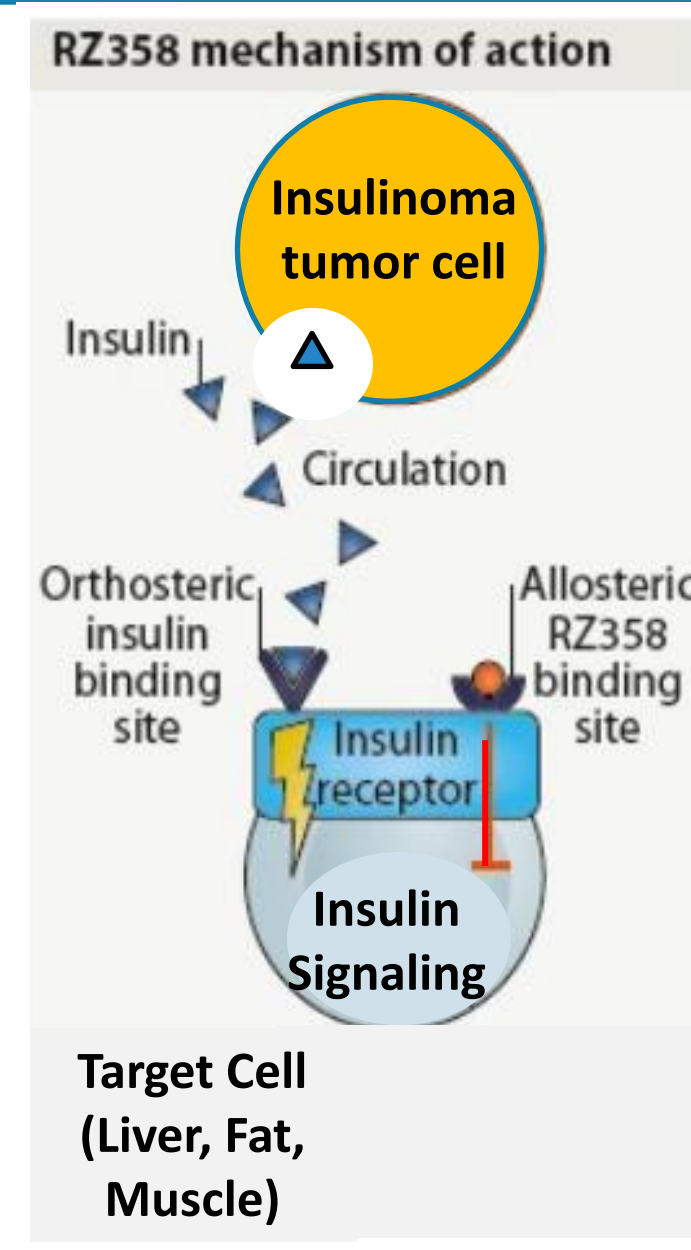 RZ358 mechanism of action
Insulinoma
tumor cell
Insulin
Circulation
Orthosteric
insulin
binding
site
Allosteric
RZ358
binding
site
Insulin
receptor
Insulin
Signaling
Target Cell
(Liver, Fat,
Muscle)